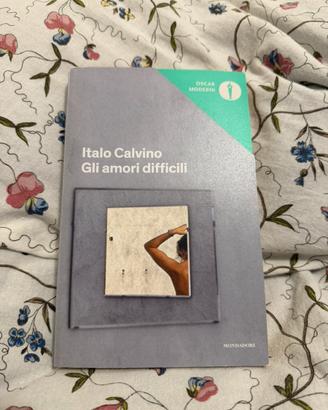 OSCAR
MODERNI
Italo Calvino
Gli amori difficili
MONDADORI